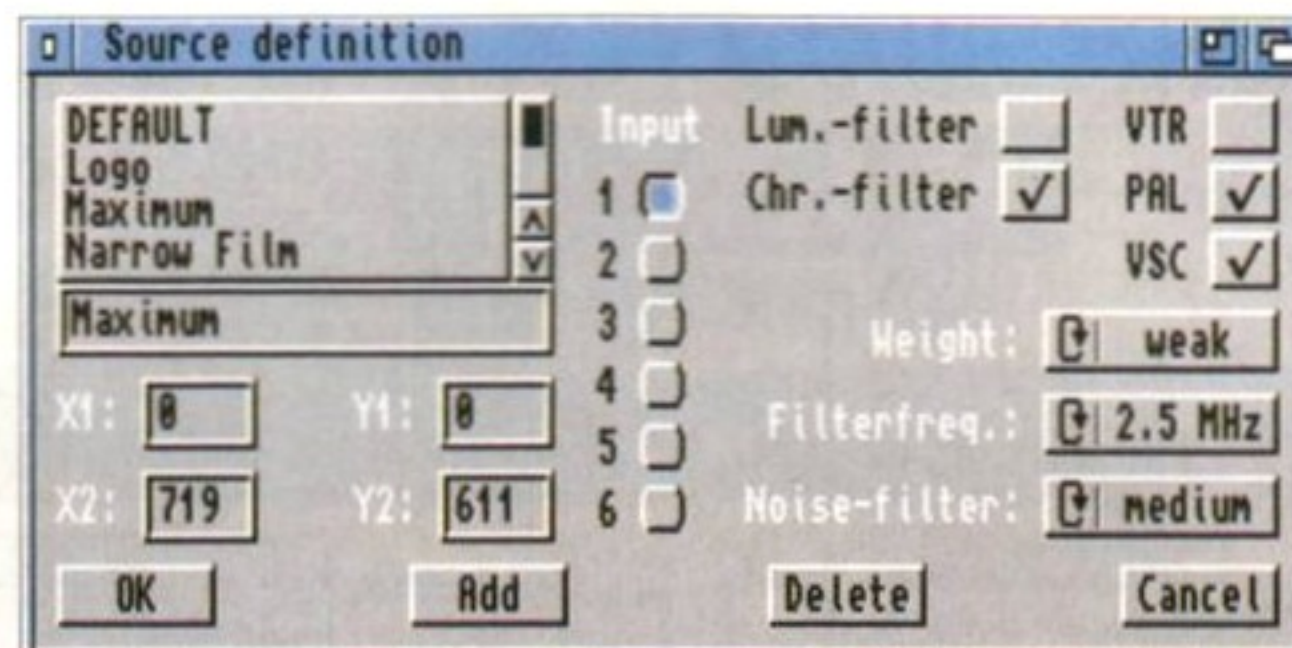 Source definition
DEFAULT
Logo
Maximum
Narrow Film
Maximum
X1: 0 Y1: 0
X2: 719 Y2: 611
Input
1
2
3
4
5
6
Lum.-filter
Chr.-filter ✓
VTR
PAL ✓
VSC ✓
Weight: weak
Filterfreq.: 2.5 MHz
Noise-filter: medium
OK Add Delete Cancel